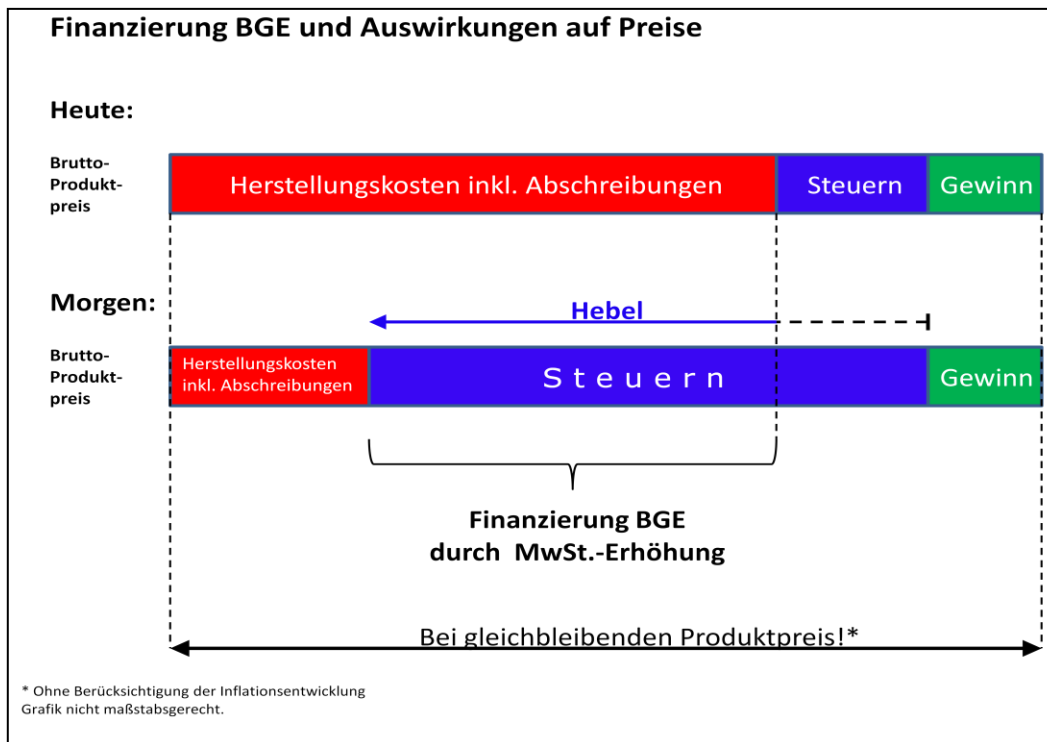 Finanzierung BGE und Auswirkungen auf Preise
Heute:
Brutto-
Produkt-
preis
Herstellungskosten inkl. Abschreibungen
Steuern
Gewinn
Morgen:
Hebel
Brutto-
Produkt-
preis
Herstellungskosten
inkl. Abschreibungen
Steuern
Gewinn
Finanzierung BGE
durch MwSt.-Erhöhung
Bei gleichbleibenden Produktpreis!*
* Ohne Berücksichtigung der Inflationsentwicklung
Grafik nicht maßstabsgerecht.